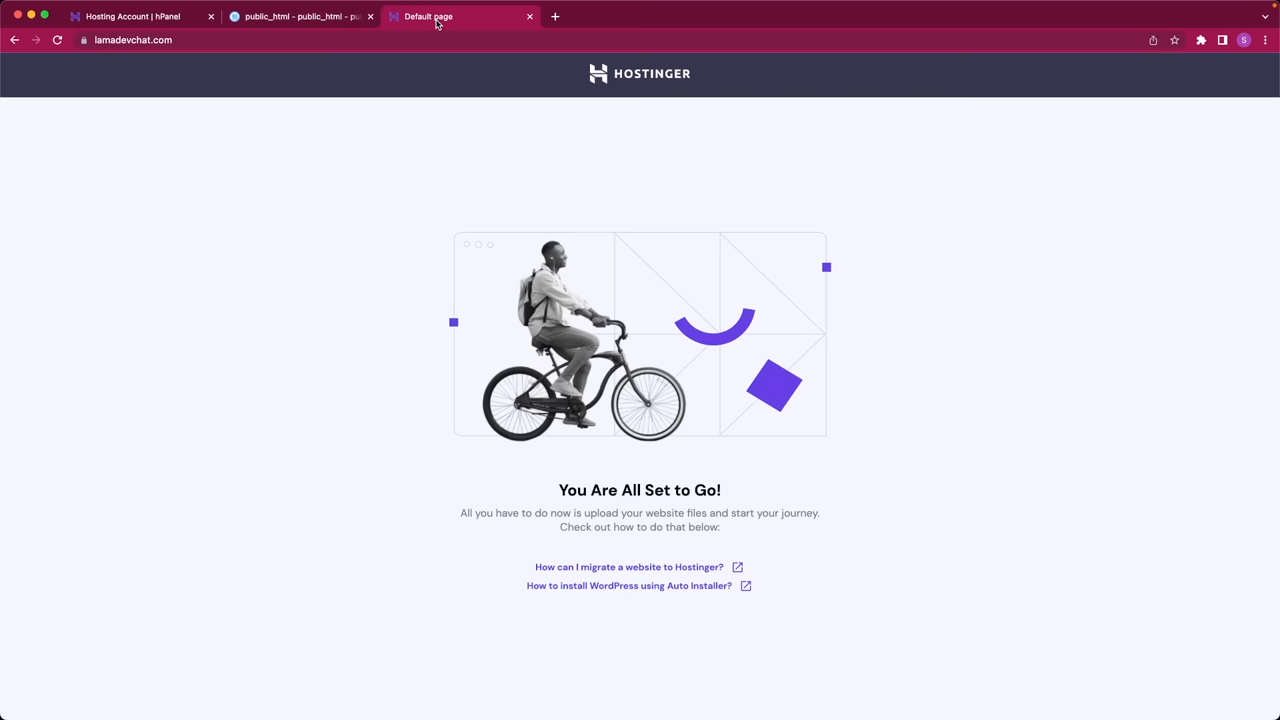 Hosting Account | hPanel
public_html - public_html - pu
Default page
lamadevchat.com
S
HOSTINGER
You Are All Set to Go!
All you have to do now is upload your website files and start your journey.
Check out how to do that below:
How can I migrate a website to Hostinger?
How to install WordPress using Auto Installer?